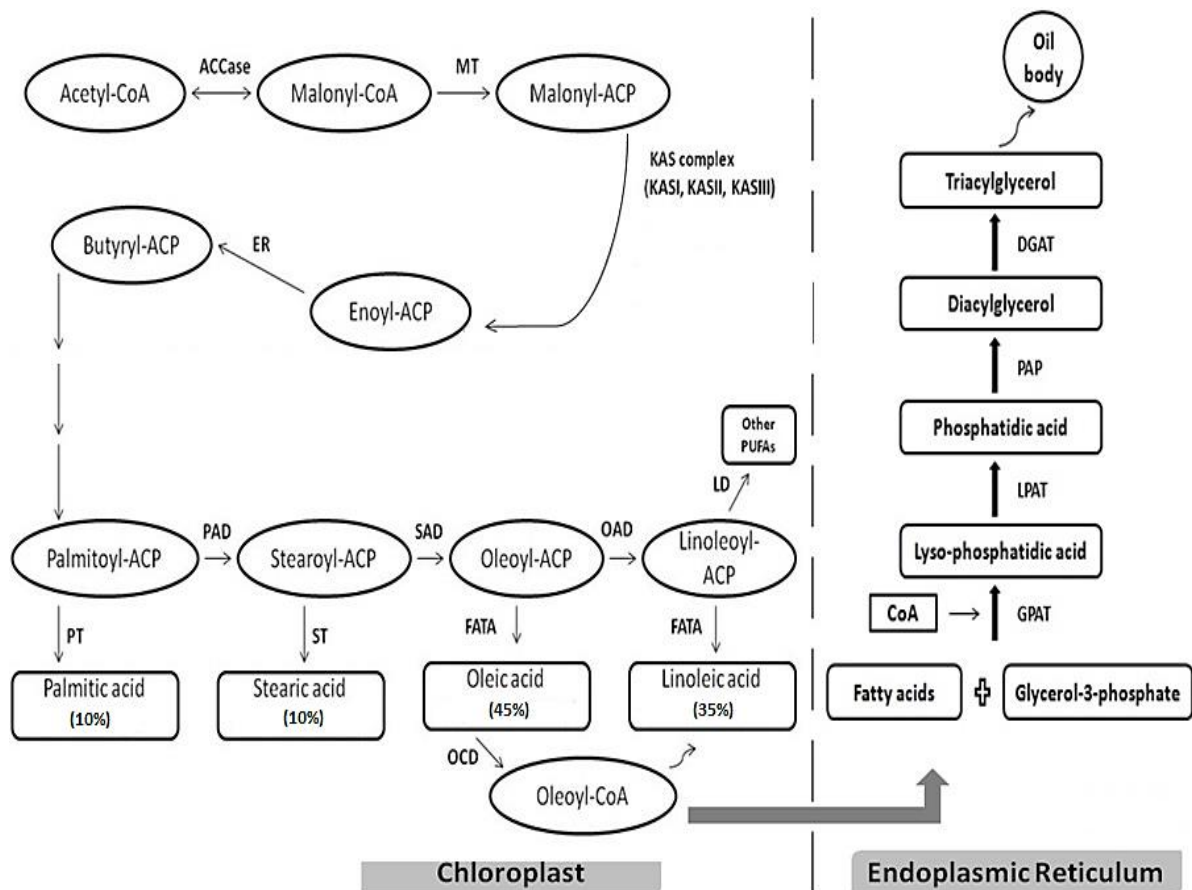 Acetyl-CoA
ACCase
Malonyl-CoA
MT
Malonyl-ACP
KAS complex
(KASI, KASII, KASIII)
Butyryl-ACP
ER
Enoyl-ACP
Other
PUFAs
LD
Palmitoyl-ACP
PAD
Stearoyl-ACP
SAD
Oleoyl-ACP
OAD
Linoleoyl-
ACP
PT
ST
FATA
FATA
Palmitic acid
(10%)
Stearic acid
(10%)
Oleic acid
(45%)
Linoleic acid
(35%)
OCD
Oleoyl-CoA
Chloroplast
Oil
body
Triacylglycerol
DGAT
Diacylglycerol
PAP
Phosphatidic acid
LPAT
Lyso-phosphatidic acid
CoA
GPAT
Fatty acids
Glycerol-3-phosphate
Endoplasmic Reticulum